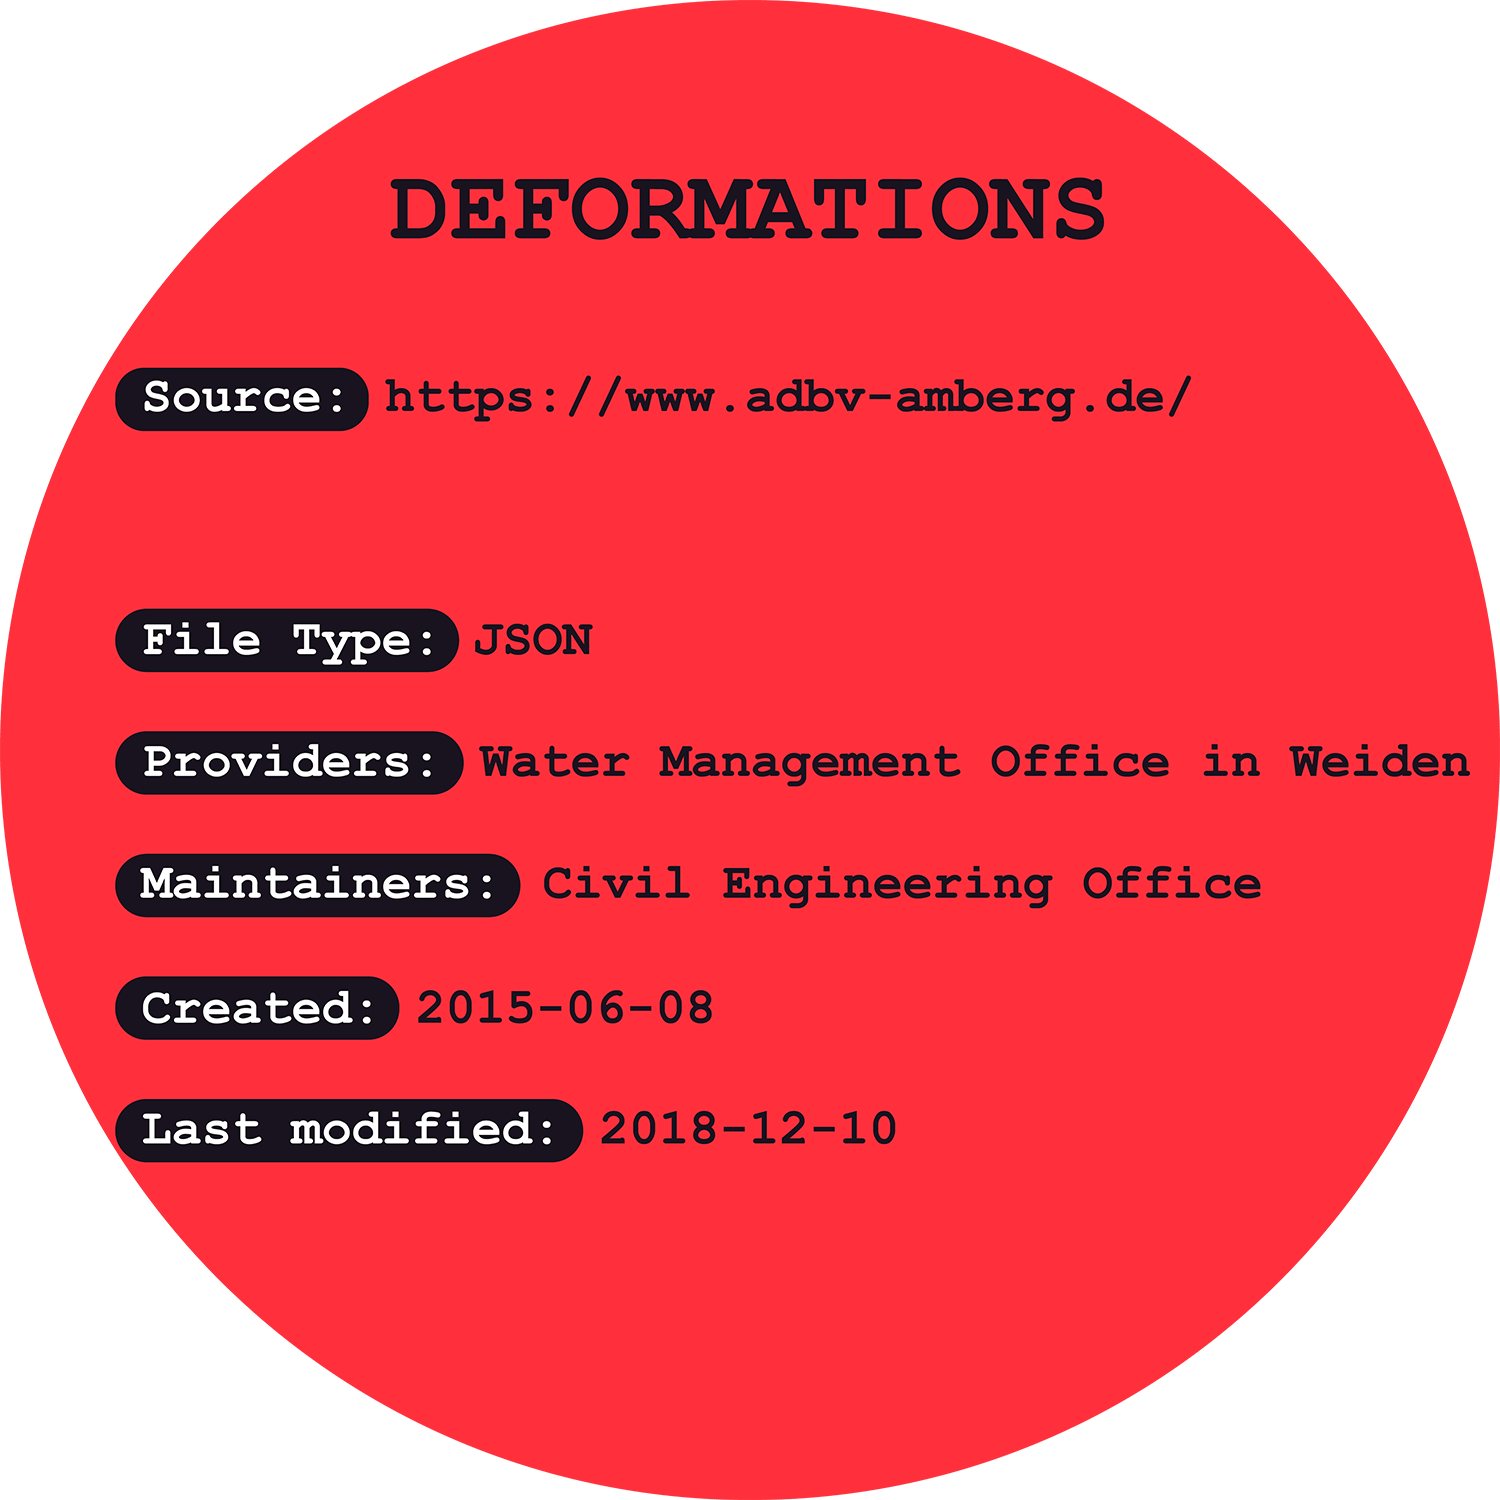 DEFORMATIONS
Source: https://www.adbv-amberg.de/
File Type: JSON
Providers: Water Management Office in Weiden
Maintainers: Civil Engineering Office
Created: 2015-06-08
Last modified: 2018-12-10